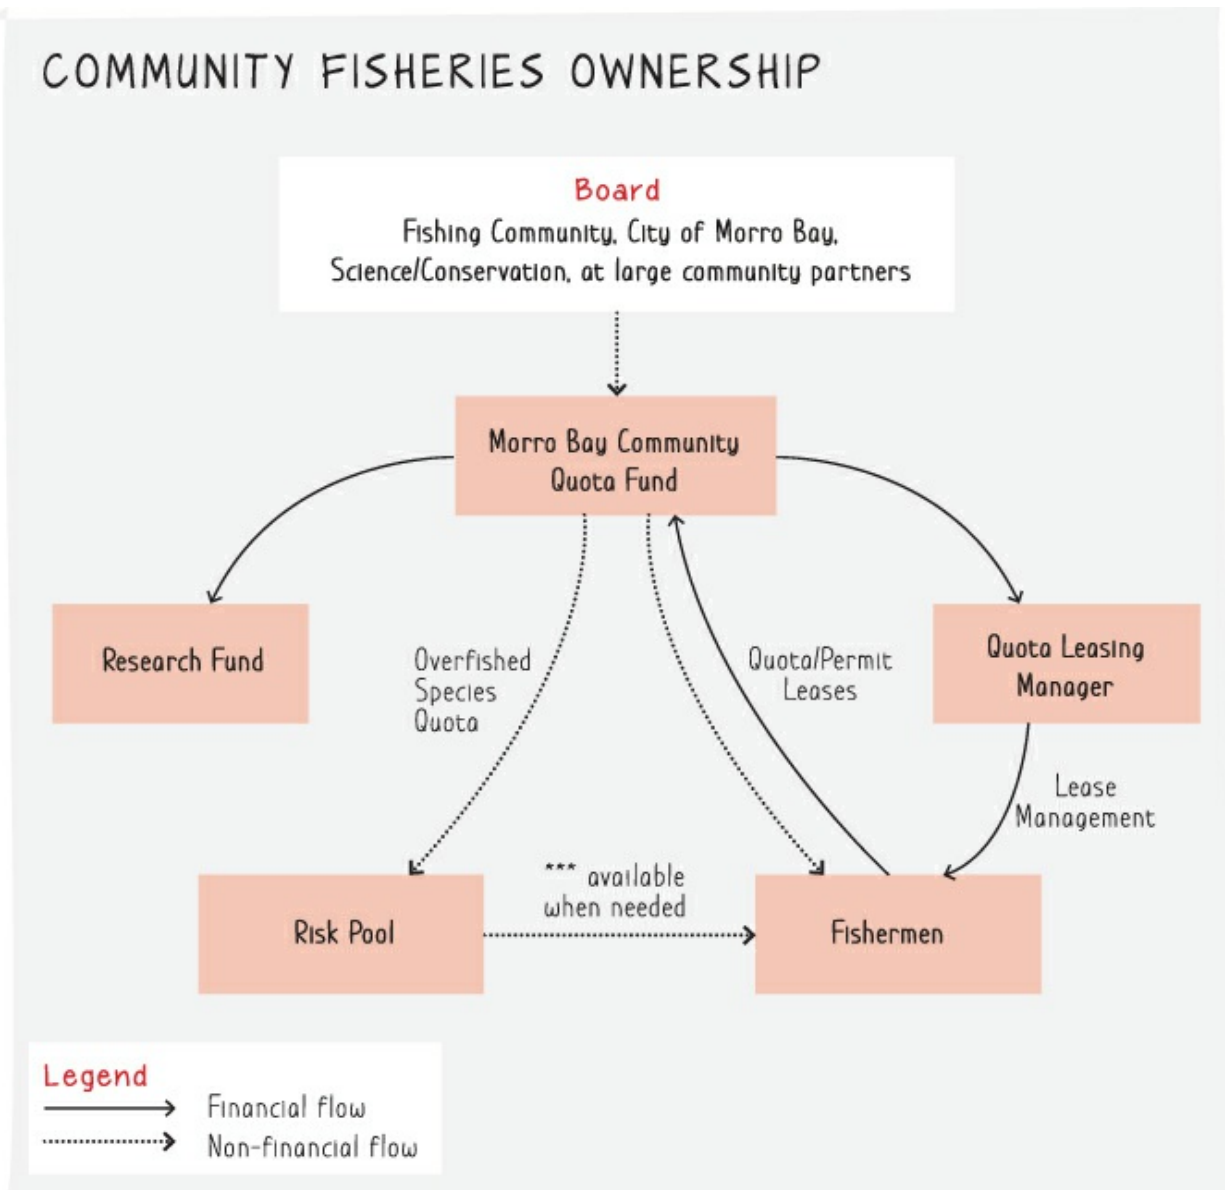 COMMUNITY FISHERIES OWNERSHIP
Board
Fishing Community, City of Morro Bay,
Science/Conservation, at large community partners
Morro Bay Community
Quota Fund
Research Fund
Overfished
Species
Quota
Quota/Permit
Leases
Quota Leasing
Manager
Lease
Management
Risk Pool
*** available
when needed
Fishermen
Legend
Financial flow
Non-financial flow